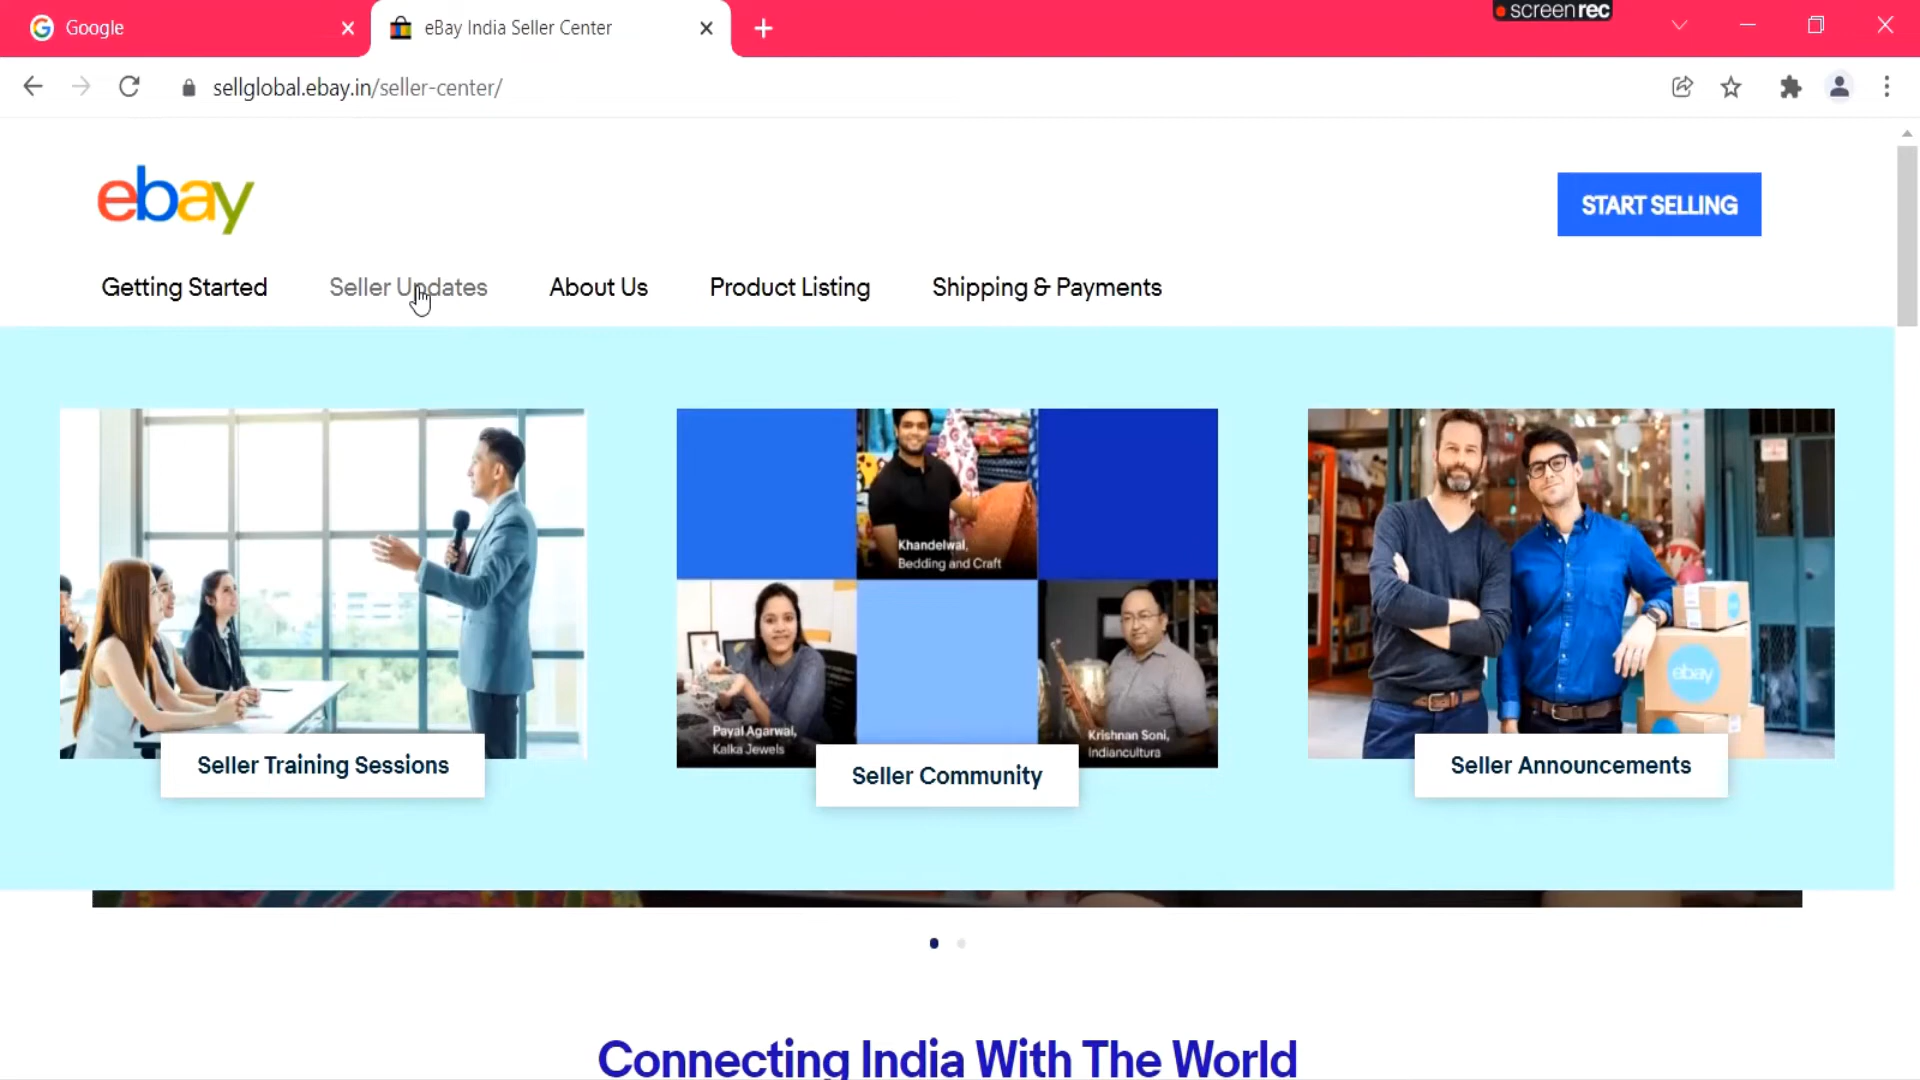 Google
eBay India Seller Center
screenrec
sellglobal.ebay.in/seller-center/
ebay
START SELLING
Getting Started
Seller Updates
About Us
Product Listing
Shipping & Payments
Khandelwal,
Bedding and Craft
Payal Agarwal,
Kalka Jewels
Krishnan Soni,
Indiancultura
ebay
Seller Training Sessions
Seller Community
Seller Announcements
Connecting India With The World